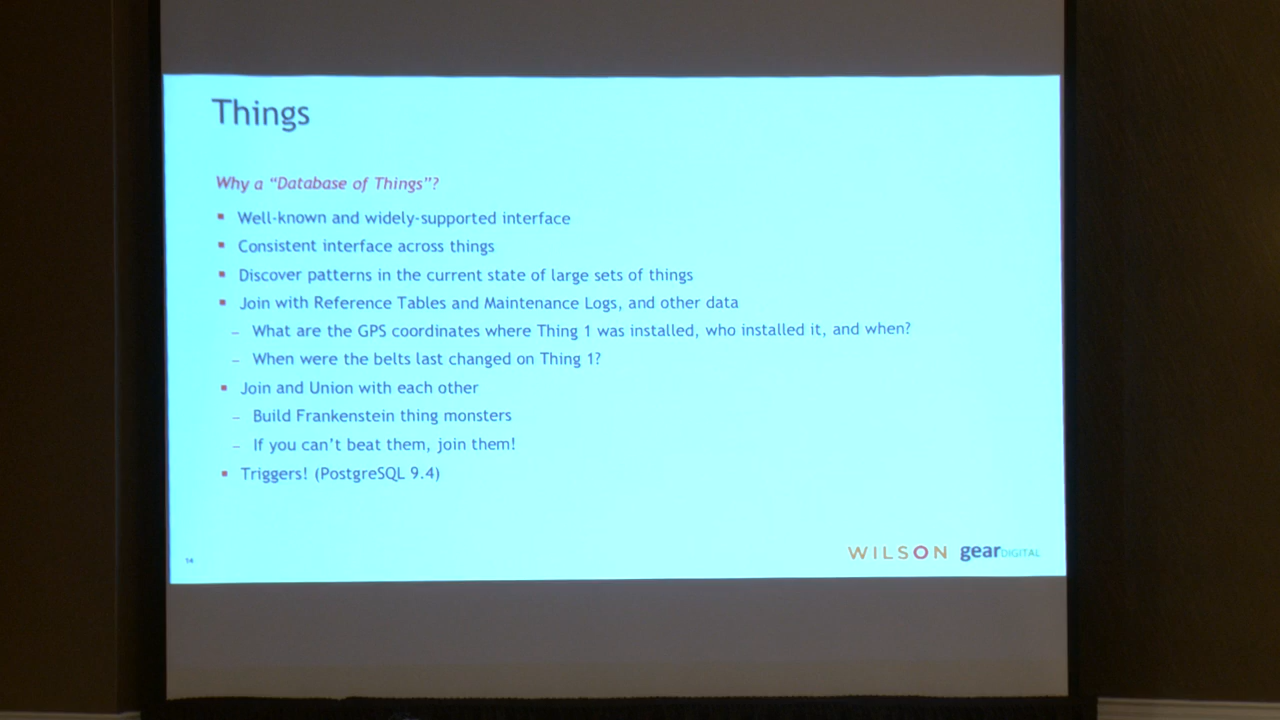 Things
Why a “Database of Things”?
▪ Well-known and widely-supported interface
▪ Consistent interface across things
▪ Discover patterns in the current state of large sets of things
▪ Join with Reference Tables and Maintenance Logs, and other data
– What are the GPS coordinates where Thing 1 was installed, who installed it, and when?
– When were the belts last changed on Thing 1?
▪ Join and Union with each other
– Build Frankenstein thing monsters
– If you can’t beat them, join them!
▪ Triggers! (PostgreSQL 9.4)
14
WILSON gearDIGITAL